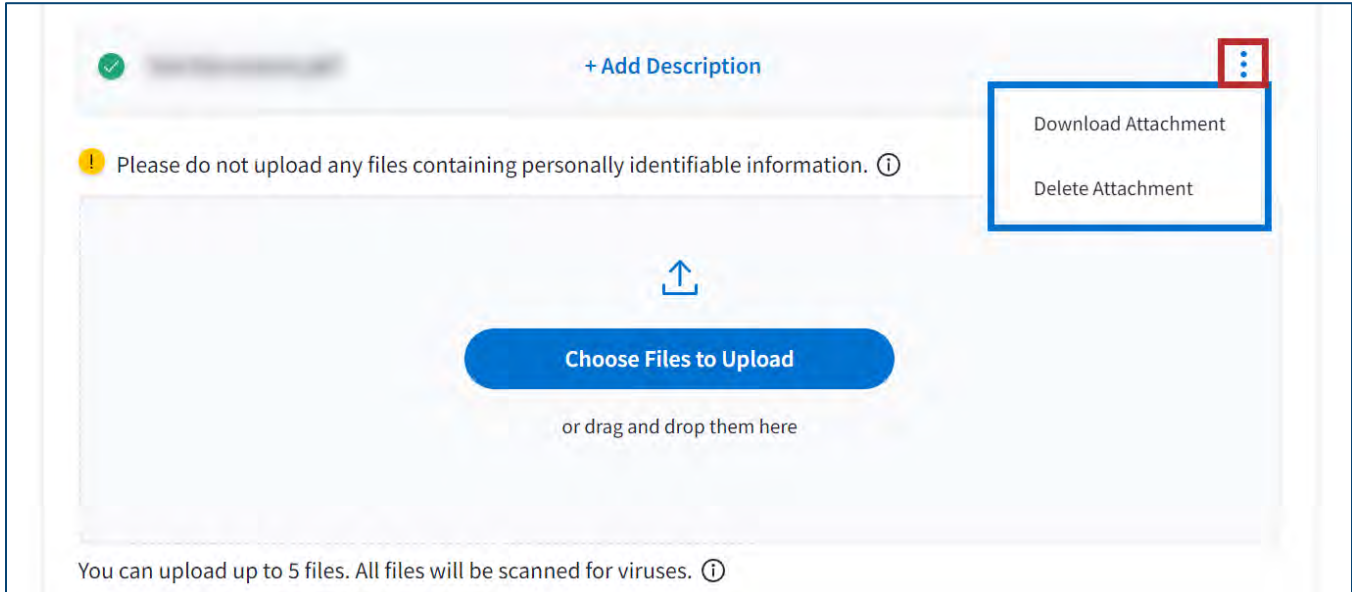 + Add Description
Download Attachment
Please do not upload any files containing personally identifiable information.
Delete Attachment
Choose Files to Upload
or drag and drop them here
You can upload up to 5 files. All files will be scanned for viruses.